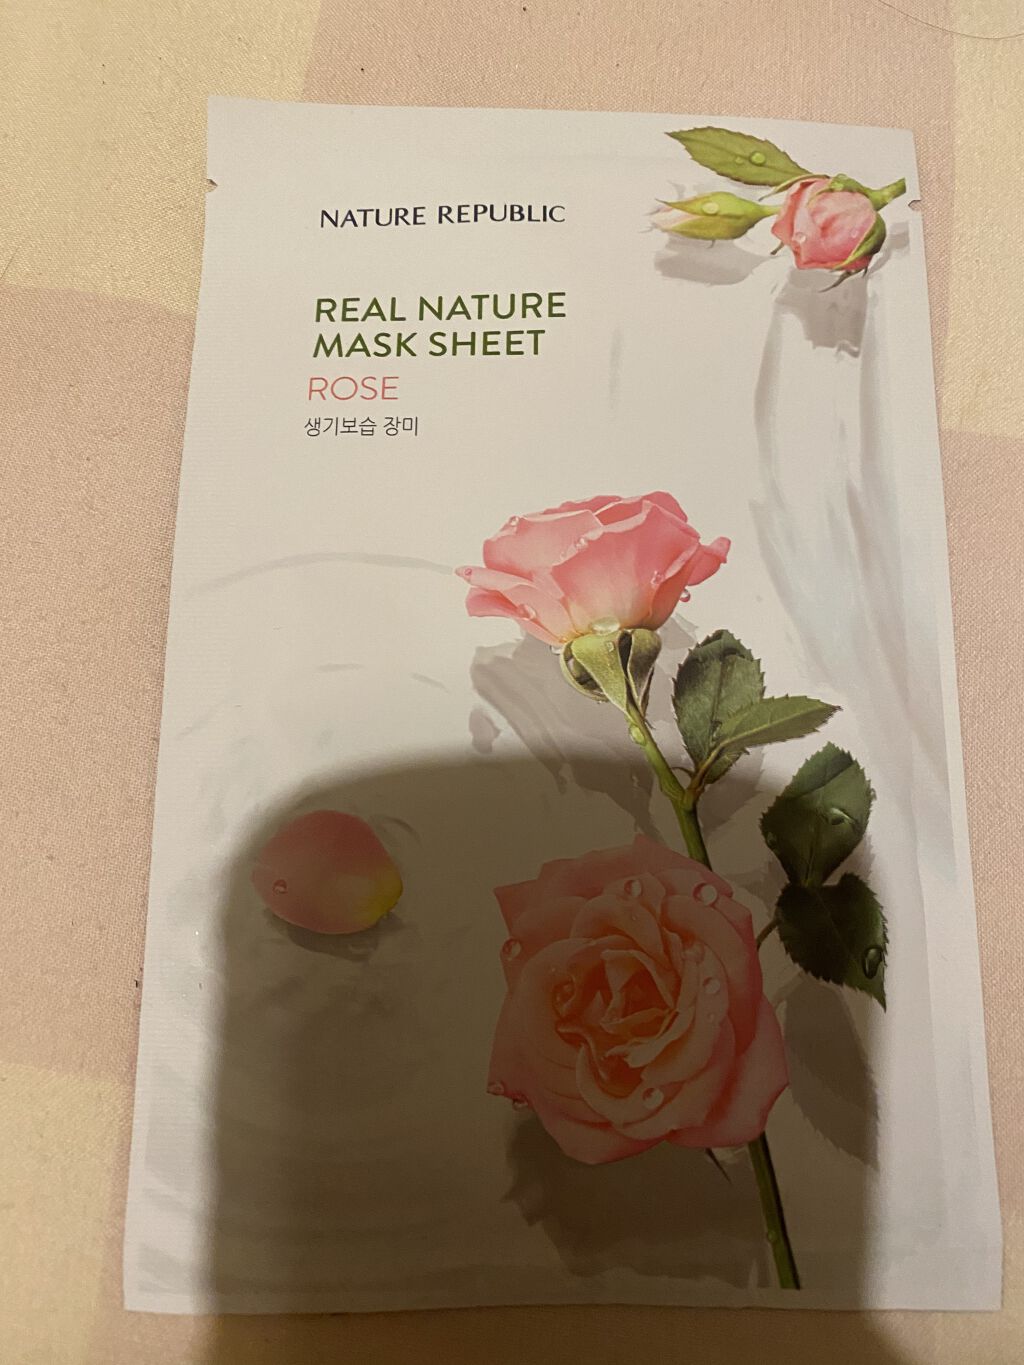 NATURE REPUBLIC
REAL NATURE
MASK SHEET
ROSE
생기보습 장미